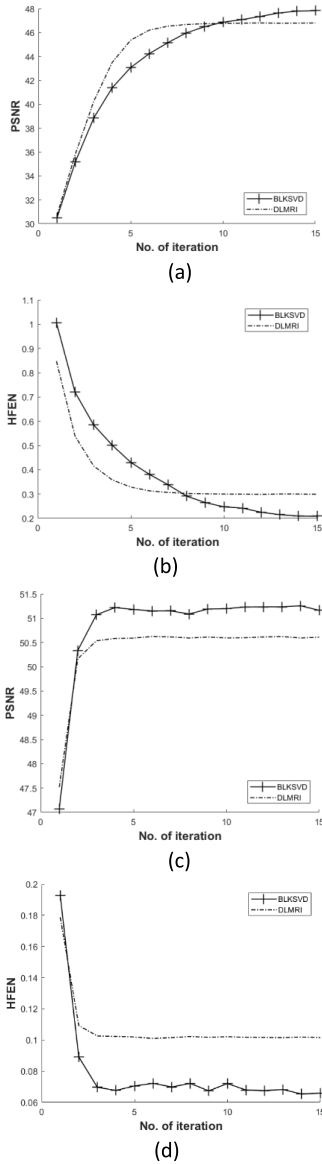 48
46
44
42
40
38
36
34
32
30
PSNR
BLKSVD
DLMRI
0 5 10 15
No. of iteration
(a)
1.1
1
0.9
0.8
0.7
0.6
0.5
0.4
0.3
0.2
HFEN
BLKSVD
DLMRI
0 5 10 15
No. of iteration
(b)
51.5
51
50.5
50
49.5
49
48.5
48
47.5
47
PSNR
BLKSVD
DLMRI
0 5 10 15
No. of iteration
(c)
0.2
0.18
0.16
0.14
0.12
0.1
0.08
0.06
HFEN
BLKSVD
DLMRI
0 5 10 15
No. of iteration
(d)